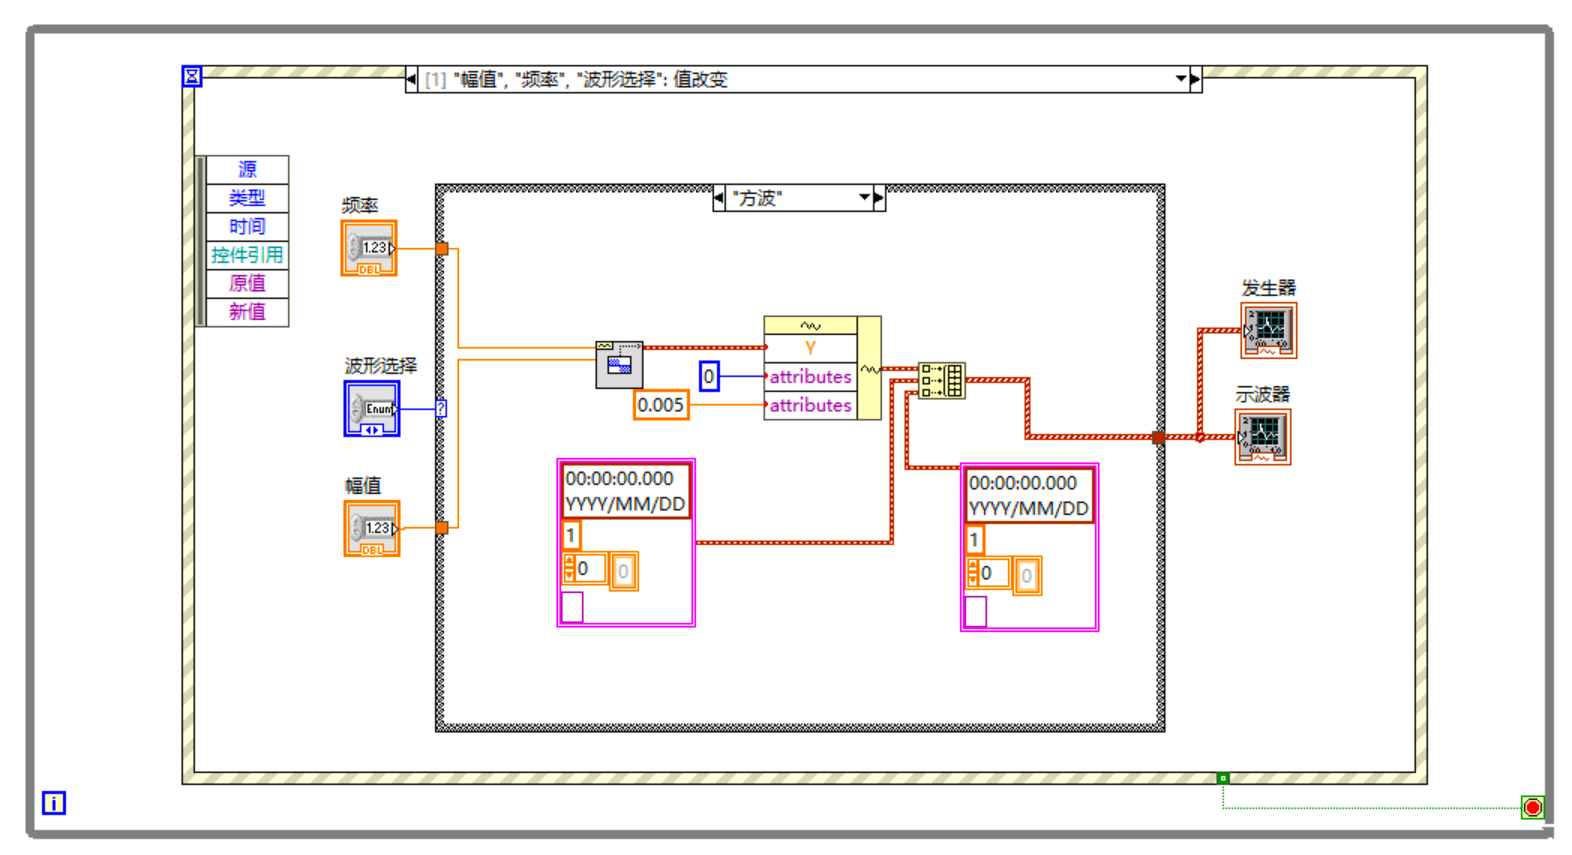 [1] "幅值", "频率", "波形选择": 值改变
源
类型
时间
控件引用
原值
新值
"方波"
频率
1.23
DBL
波形选择
Enum
?
幅值
1.23
DBL
Y
0
attributes
0.005
attributes
00:00:00.000
YYYY/MM/DD
1
0
0
00:00:00.000
YYYY/MM/DD
1
0
0
发生器
示波器
i